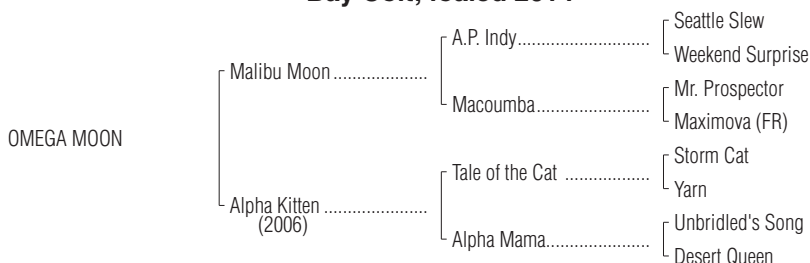 Bay Colt; foaled 2014
Seattle Slew
A.P. Indy..............................
Weekend Surprise
Malibu Moon .....................
Mr. Prospector
Macoumba.........................
Maximova (FR)
OMEGA MOON
Storm Cat
Tale of the Cat ...................
Yarn
Alpha Kitten .......................
(2006)
Unbridled's Song
Alpha Mama.......................
Desert Queen